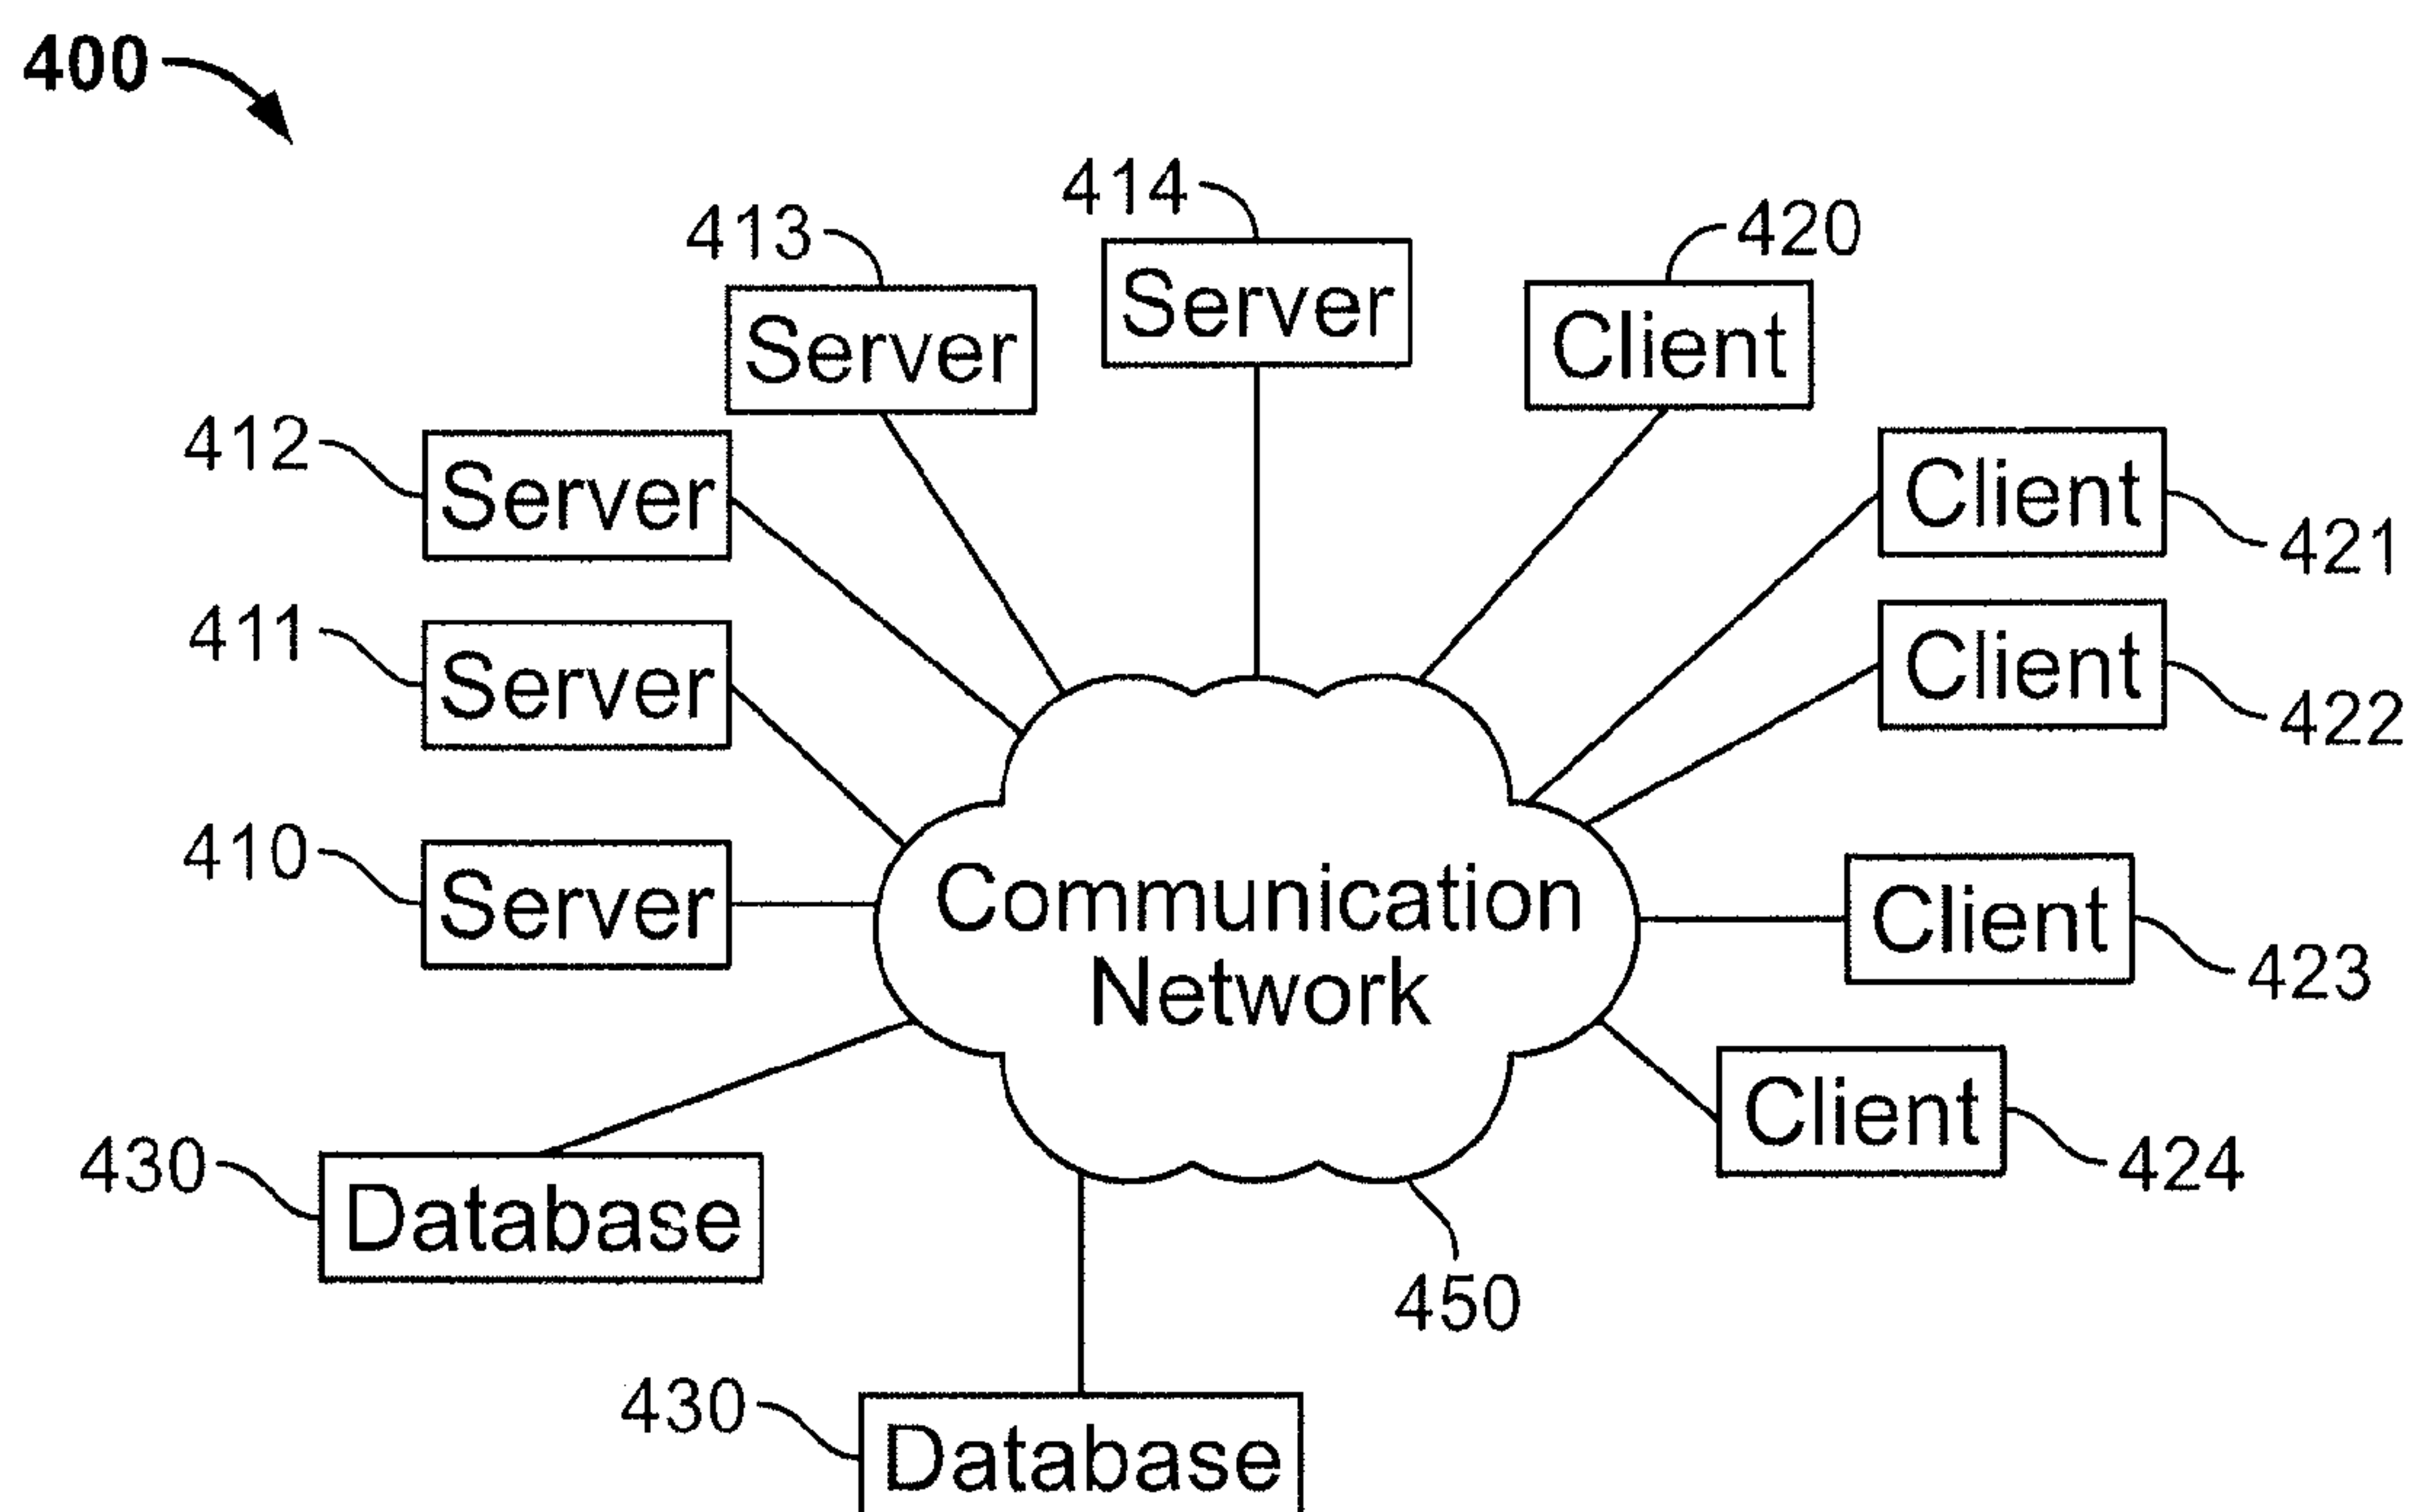 400
414
413
420
Server
Server
Client
412
Server
Client
421
411
Server
Client
422
410
Server
Communication
Network
Client
423
Client
424
430
Database
450
430
Database